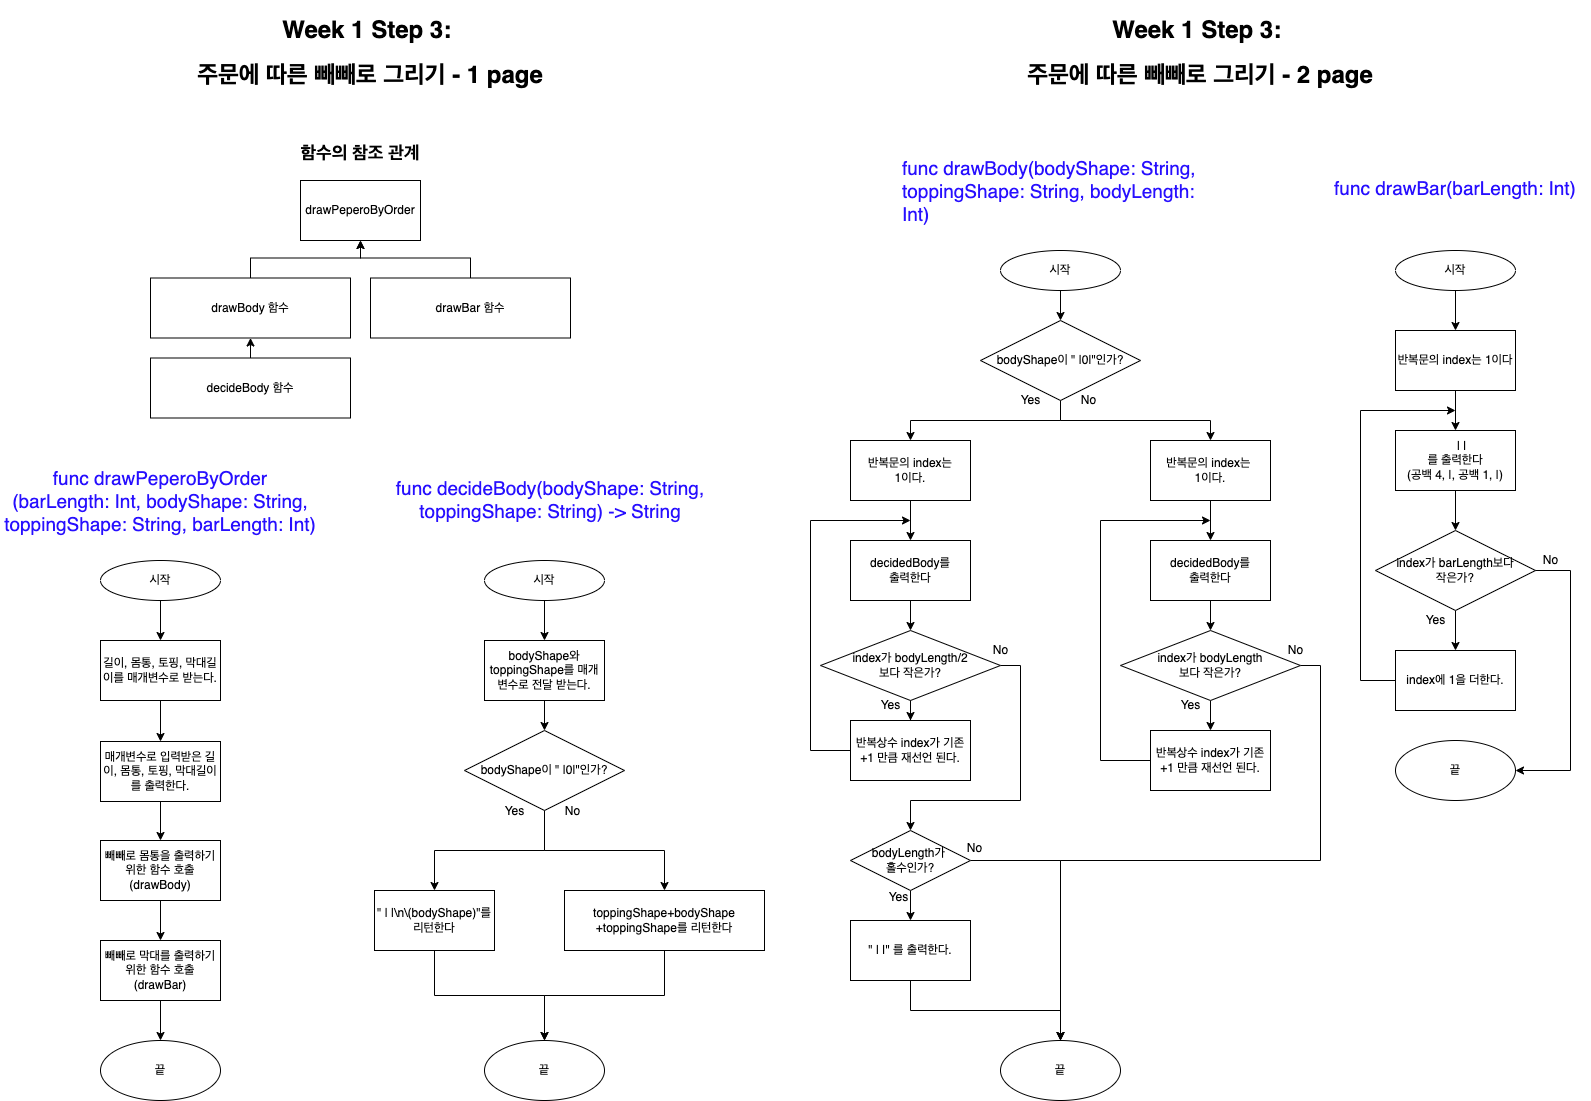 Week 1 Step 3:
주문에 따른 빼빼로 그리기 - 1 page
함수의 참조 관계
drawPeperoByOrder
drawBody 함수
drawBar 함수
decideBody 함수
func drawPeperoByOrder
(barLength: Int, bodyShape: String,
toppingShape: String, barLength: Int)
시작
길이, 몸통, 토핑, 막대길
이를 매개변수로 받는다.
매개변수로 입력받은 길
이, 몸통, 토핑, 막대길이
를 출력한다.
빼빼로 몸통을 출력하기
위한 함수 호출
(drawBody)
빼빼로 막대를 출력하기
위한 함수 호출
(drawBar)
끝
func decideBody(bodyShape: String,
toppingShape: String) -> String
시작
bodyShape와
toppingShape를 매개
변수로 전달 받는다.
bodyShape이 " |0|"인가?
Yes
No
" | |\n\(bodyShape)"를
리턴한다
toppingShape+bodyShape
+toppingShape를 리턴한다
끝
Week 1 Step 3:
주문에 따른 빼빼로 그리기 - 2 page
func drawBody(bodyShape: String,
toppingShape: String, bodyLength:
Int)
시작
bodyShape이 " |0|"인가?
Yes
No
반복문의 index는
1이다.
decidedBody를
출력한다
index가 bodyLength/2
보다 작은가?
No
Yes
반복상수 index가 기존
+1 만큼 재선언 된다.
bodyLength가
홀수인가?
No
Yes
" | |" 를 출력한다.
반복문의 index는
1이다.
decidedBody를
출력한다
index가 bodyLength
보다 작은가?
No
Yes
반복상수 index가 기존
+1 만큼 재선언 된다.
끝
func drawBar(barLength: Int)
시작
반복문의 index는 1이다
| |
를 출력한다
(공백 4, |, 공백 1, |)
index가 barLength보다
작은가?
No
Yes
index에 1을 더한다.
끝